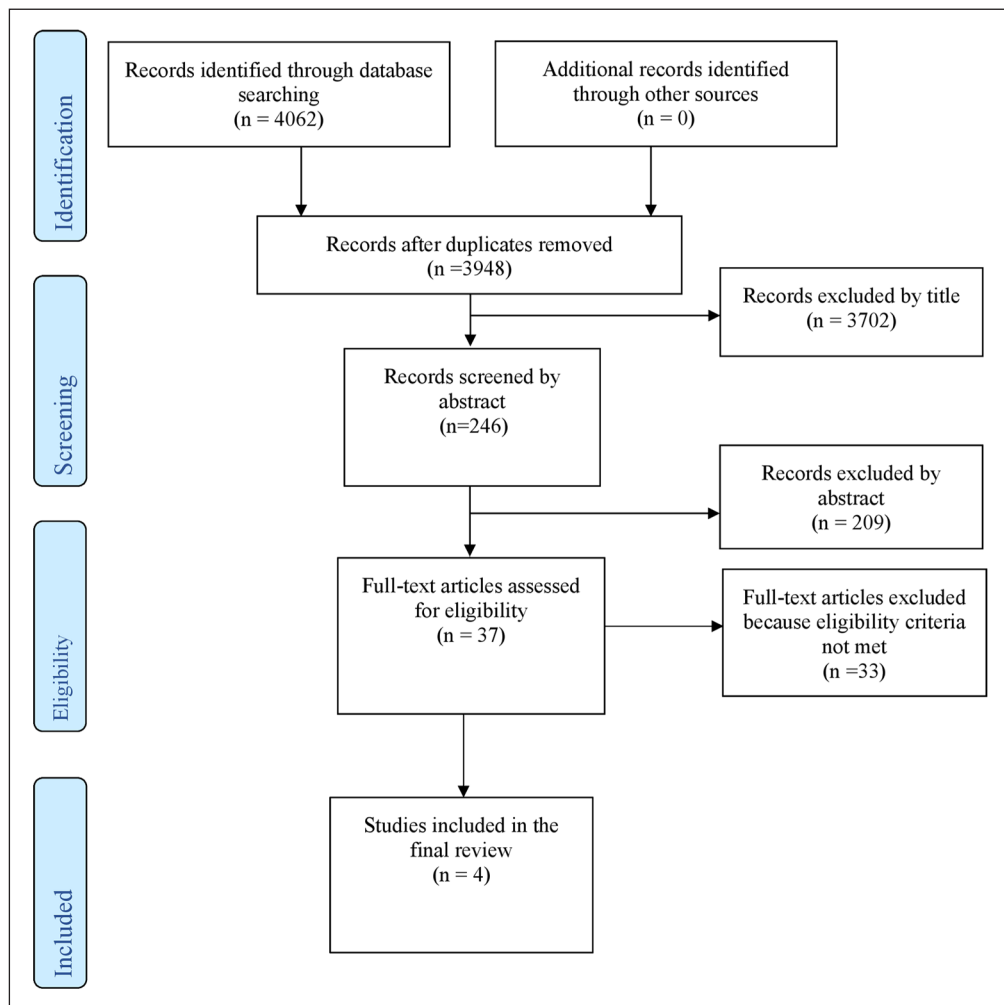 Identification
Records identified through database
searching
(n = 4062)
Additional records identified
through other sources
(n = 0)
Records after duplicates removed
(n =3948)
Records excluded by title
(n = 3702)
Screening
Records screened by
abstract
(n=246)
Records excluded by
abstract
(n = 209)
Eligibility
Full-text articles assessed
for eligibility
(n = 37)
Full-text articles excluded
because eligibility criteria
not met
(n =33)
Included
Studies included in the
final review
(n = 4)